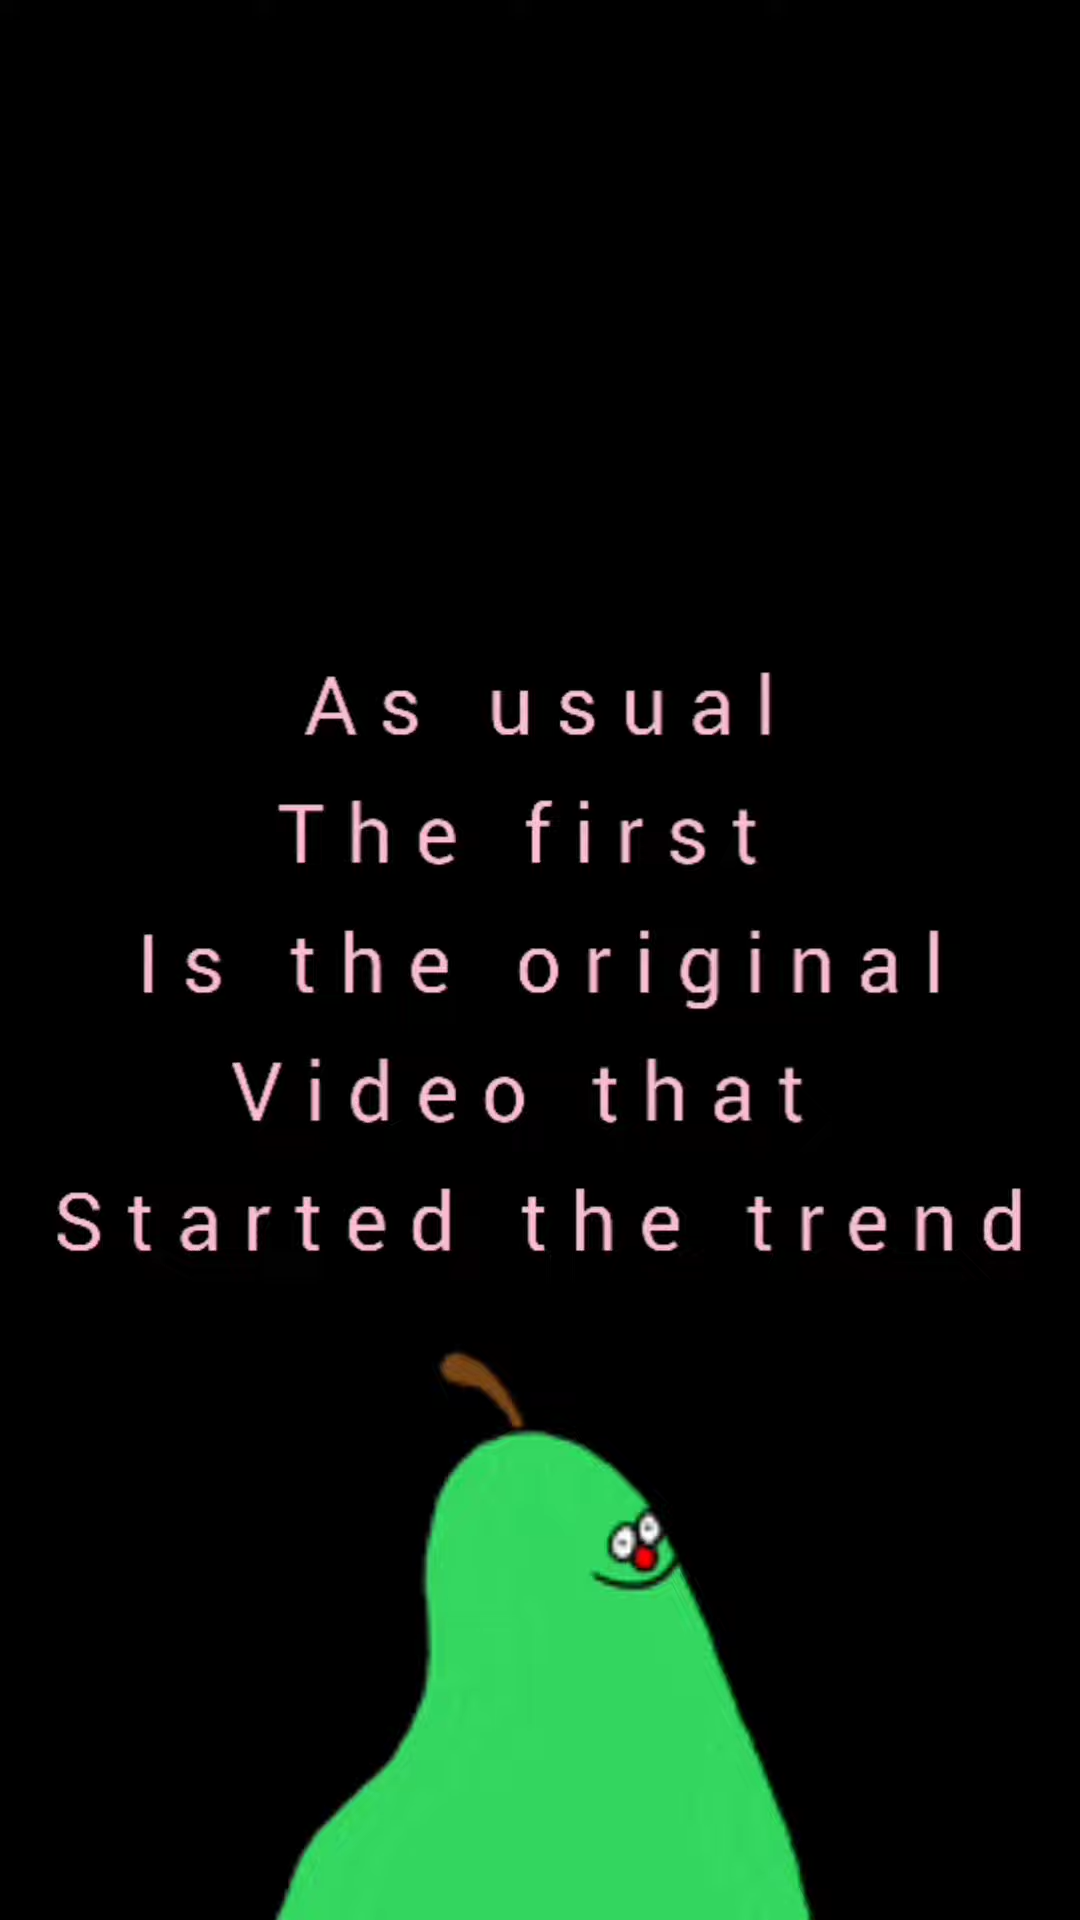 As usual
The first
Is the original
Video that
Started the trend